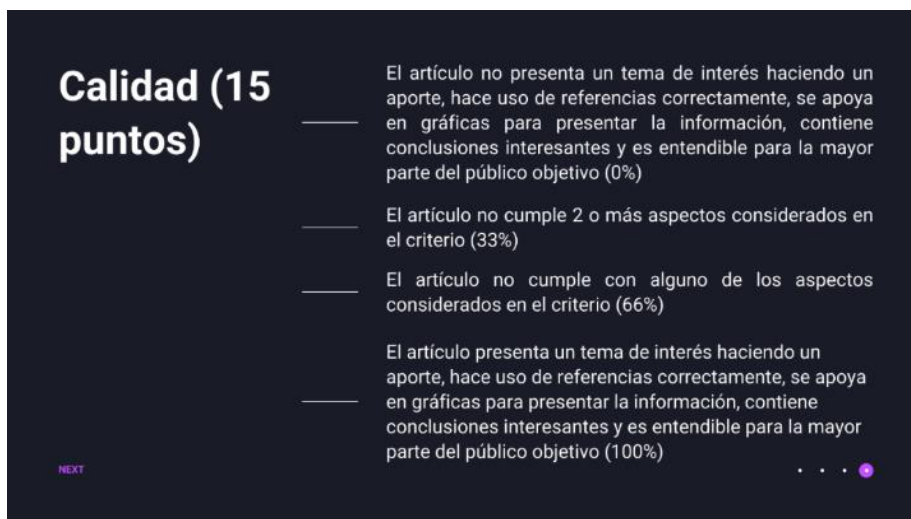 Calidad (15
puntos)
El artículo no presenta un tema de interés haciendo un
aporte, hace uso de referencias correctamente, se apoya
en gráficas para presentar la información, contiene
conclusiones interesantes y es entendible para la mayor
parte del público objetivo (0%)
El artículo no cumple 2 o más aspectos considerados en
el criterio (33%)
El artículo no cumple con alguno de los aspectos
considerados en el criterio (66%)
El artículo presenta un tema de interés haciendo un
aporte, hace uso de referencias correctamente, se apoya
en gráficas para presentar la información, contiene
conclusiones interesantes y es entendible para la mayor
parte del público objetivo (100%)
NEXT